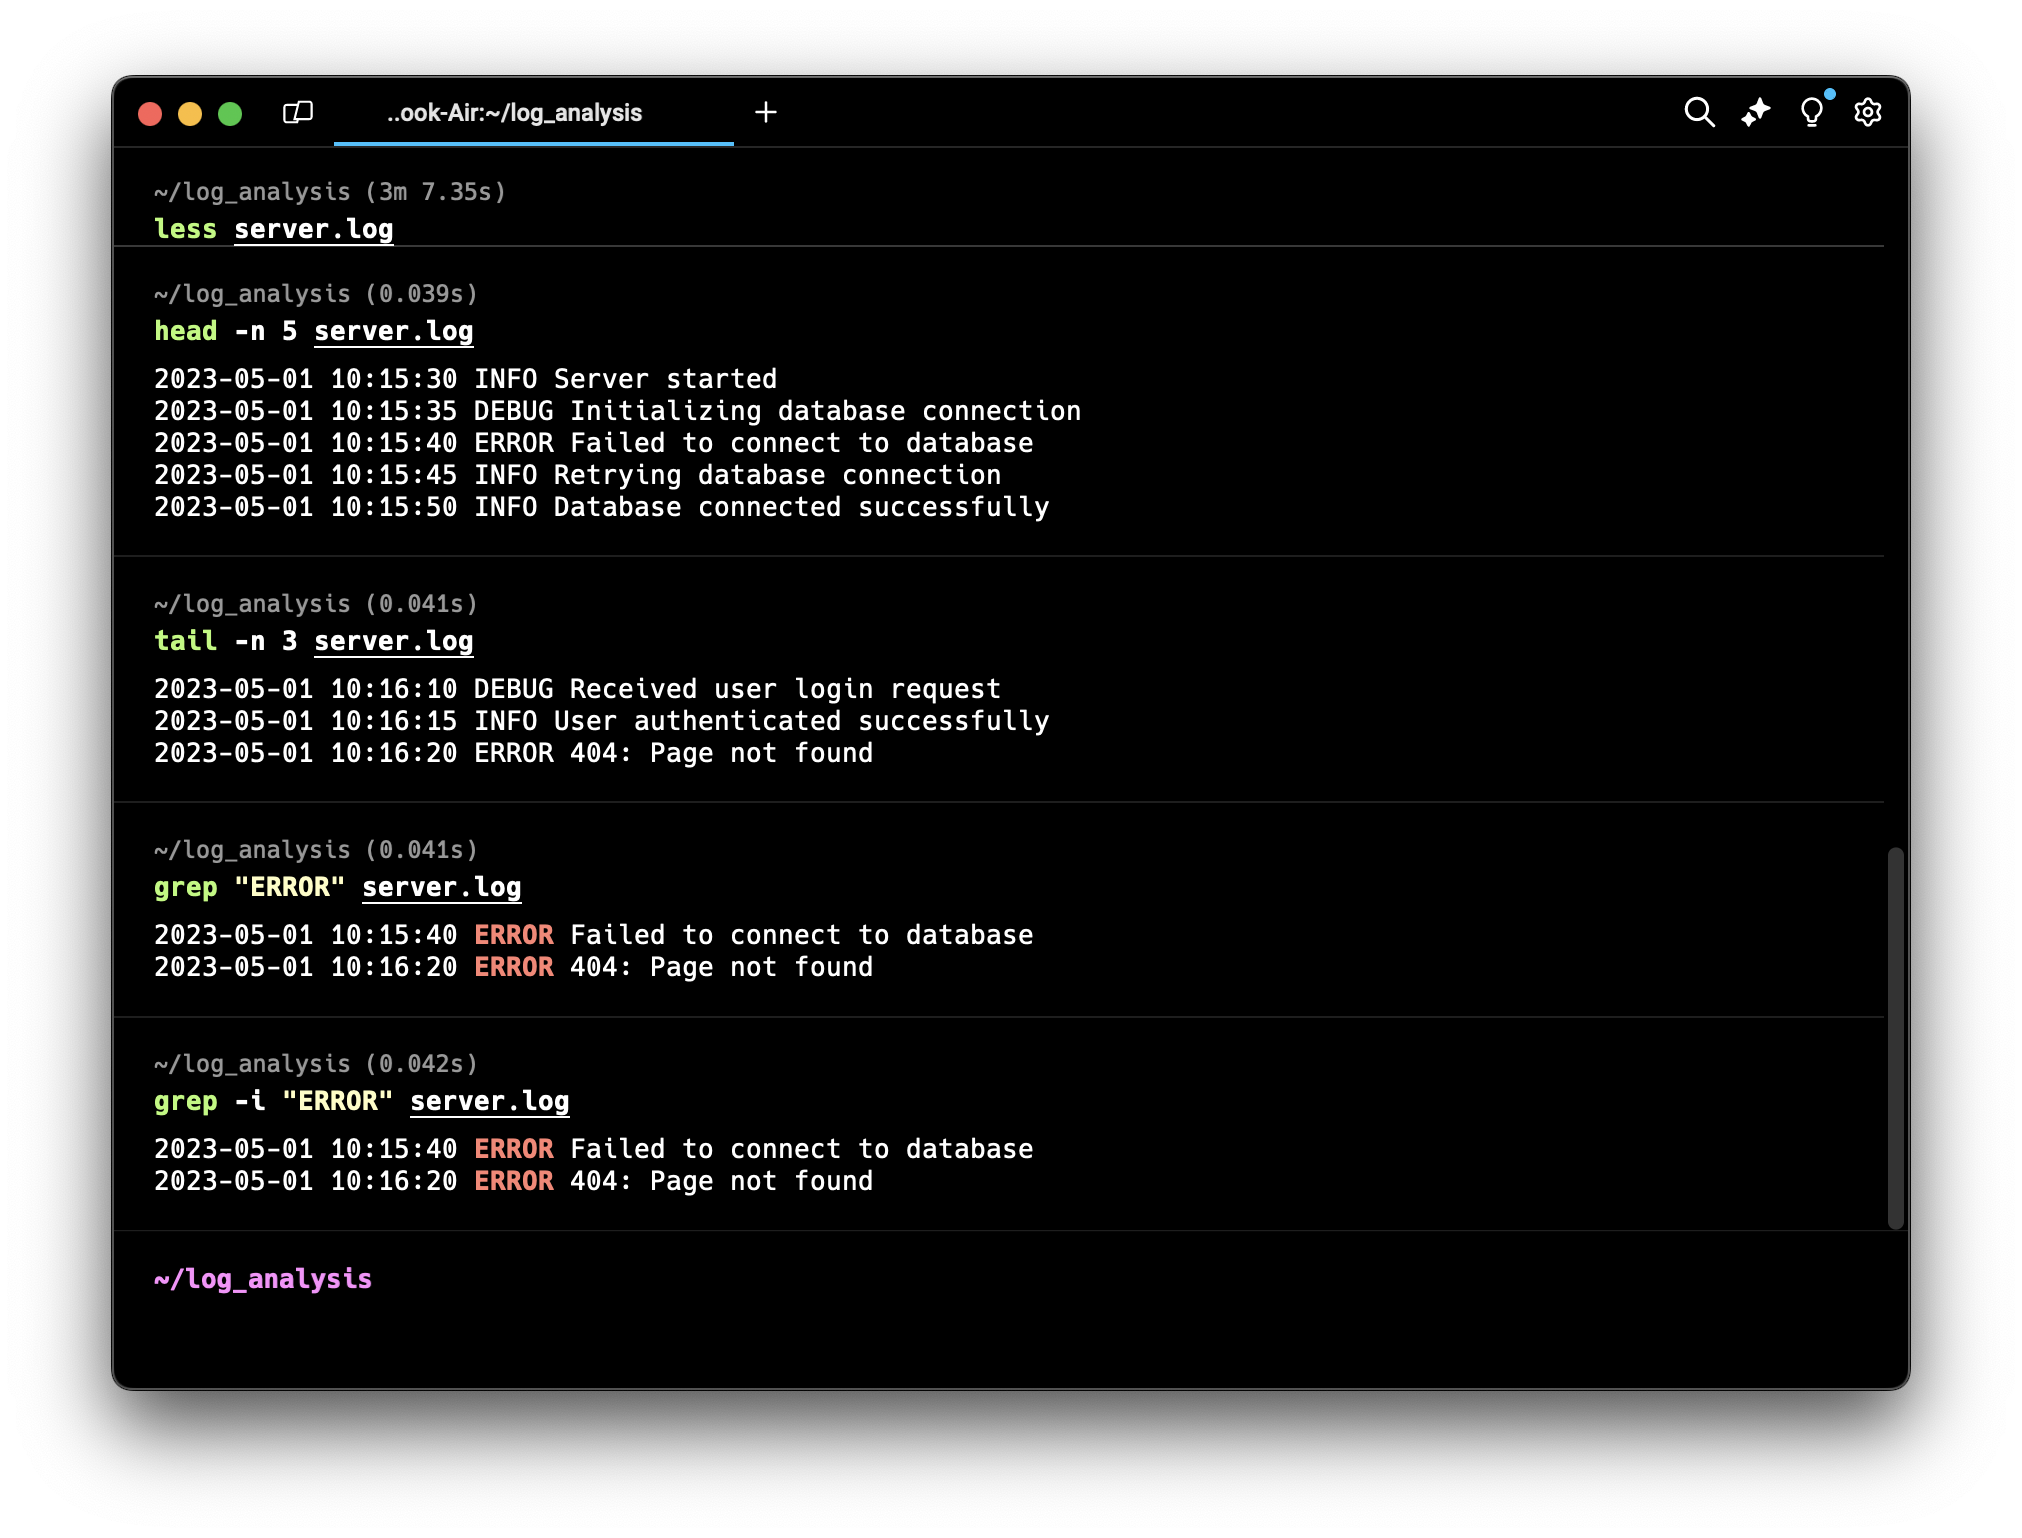 ..ook-Air:~/log_analysis
~/log_analysis (3m 7.35s)
less server.log
~/log_analysis (0.039s)
head -n 5 server.log
2023-05-01 10:15:30 INFO Server started
2023-05-01 10:15:35 DEBUG Initializing database connection
2023-05-01 10:15:40 ERROR Failed to connect to database
2023-05-01 10:15:45 INFO Retrying database connection
2023-05-01 10:15:50 INFO Database connected successfully
~/log_analysis (0.041s)
tail -n 3 server.log
2023-05-01 10:16:10 DEBUG Received user login request
2023-05-01 10:16:15 INFO User authenticated successfully
2023-05-01 10:16:20 ERROR 404: Page not found
~/log_analysis (0.041s)
grep "ERROR" server.log
2023-05-01 10:15:40 ERROR Failed to connect to database
2023-05-01 10:16:20 ERROR 404: Page not found
~/log_analysis (0.042s)
grep -i "ERROR" server.log
2023-05-01 10:15:40 ERROR Failed to connect to database
2023-05-01 10:16:20 ERROR 404: Page not found
~/log_analysis